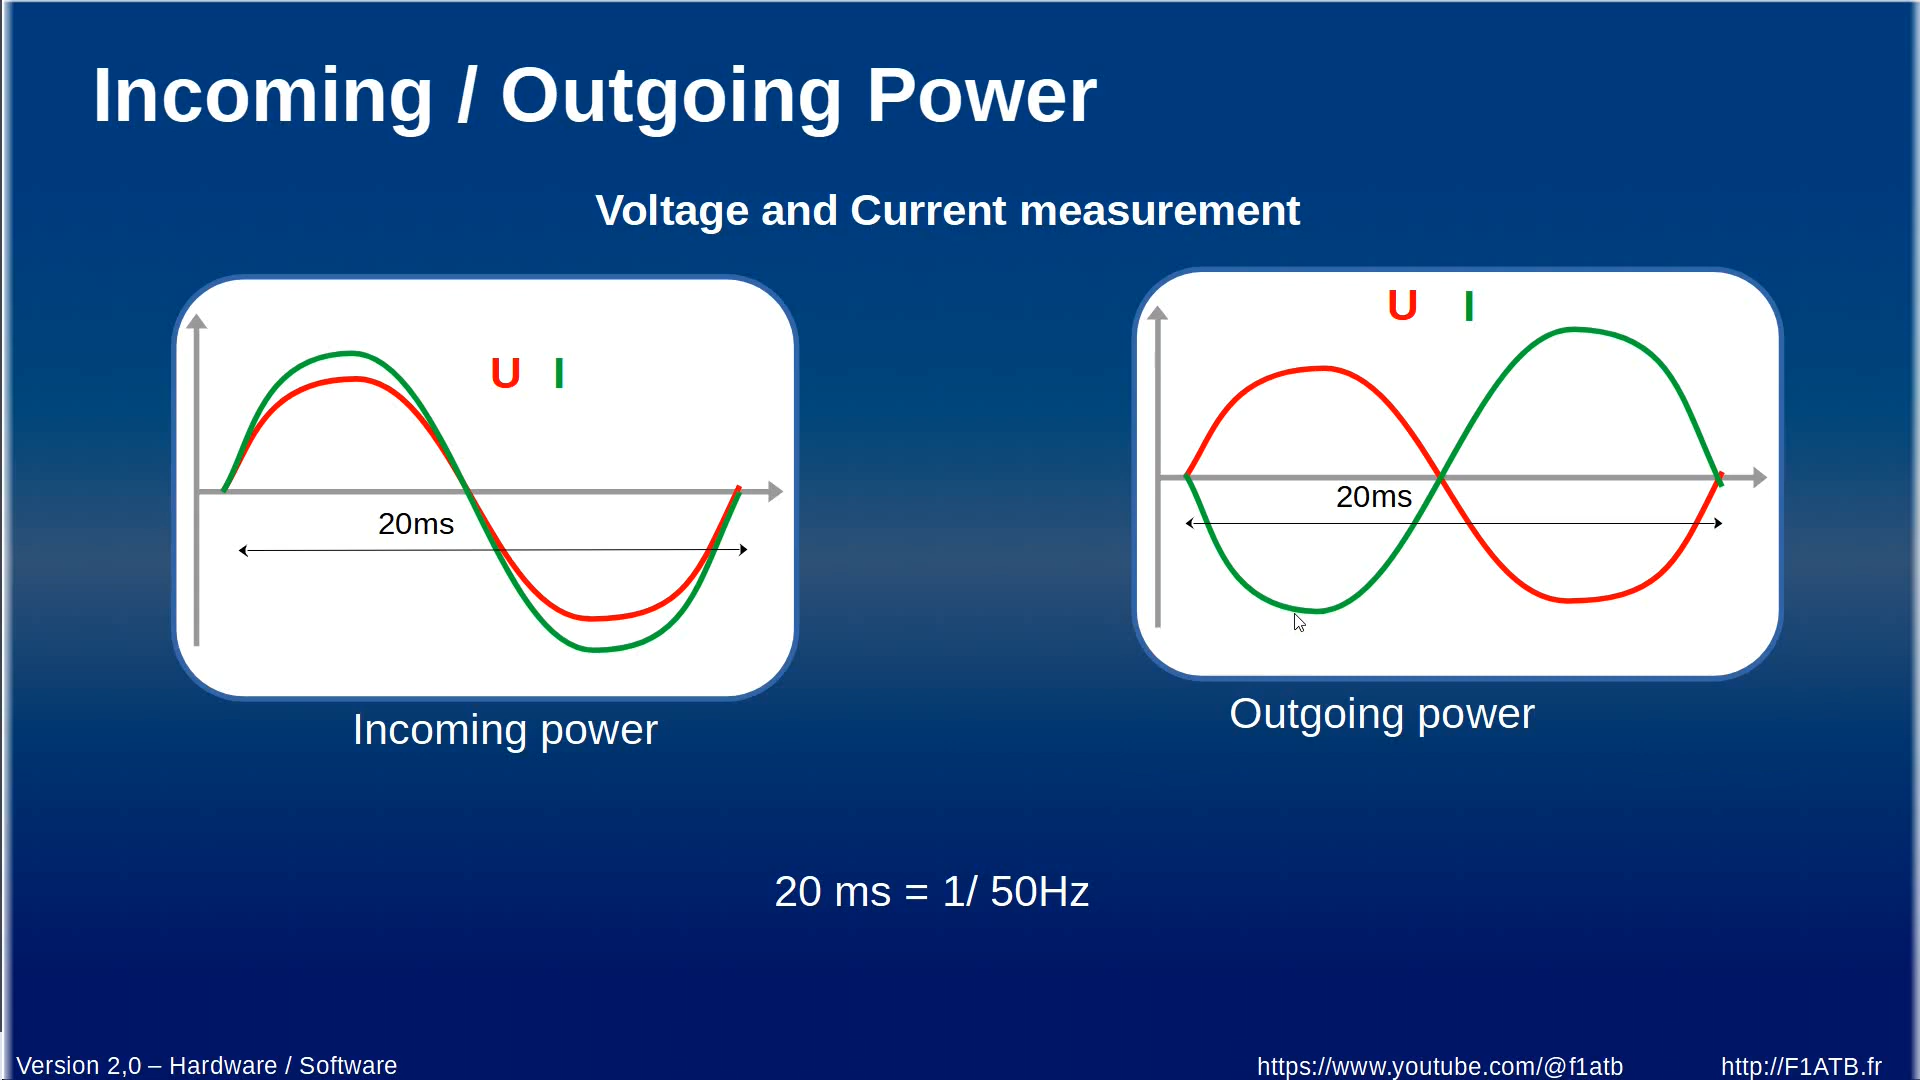 Incoming / Outgoing Power
Voltage and Current measurement
U I
20ms
Incoming power
U I
20ms
Outgoing power
20 ms = 1/ 50Hz
Version 2,0 – Hardware / Software
https://www.youtube.com/@f1atb
http://F1ATB.fr